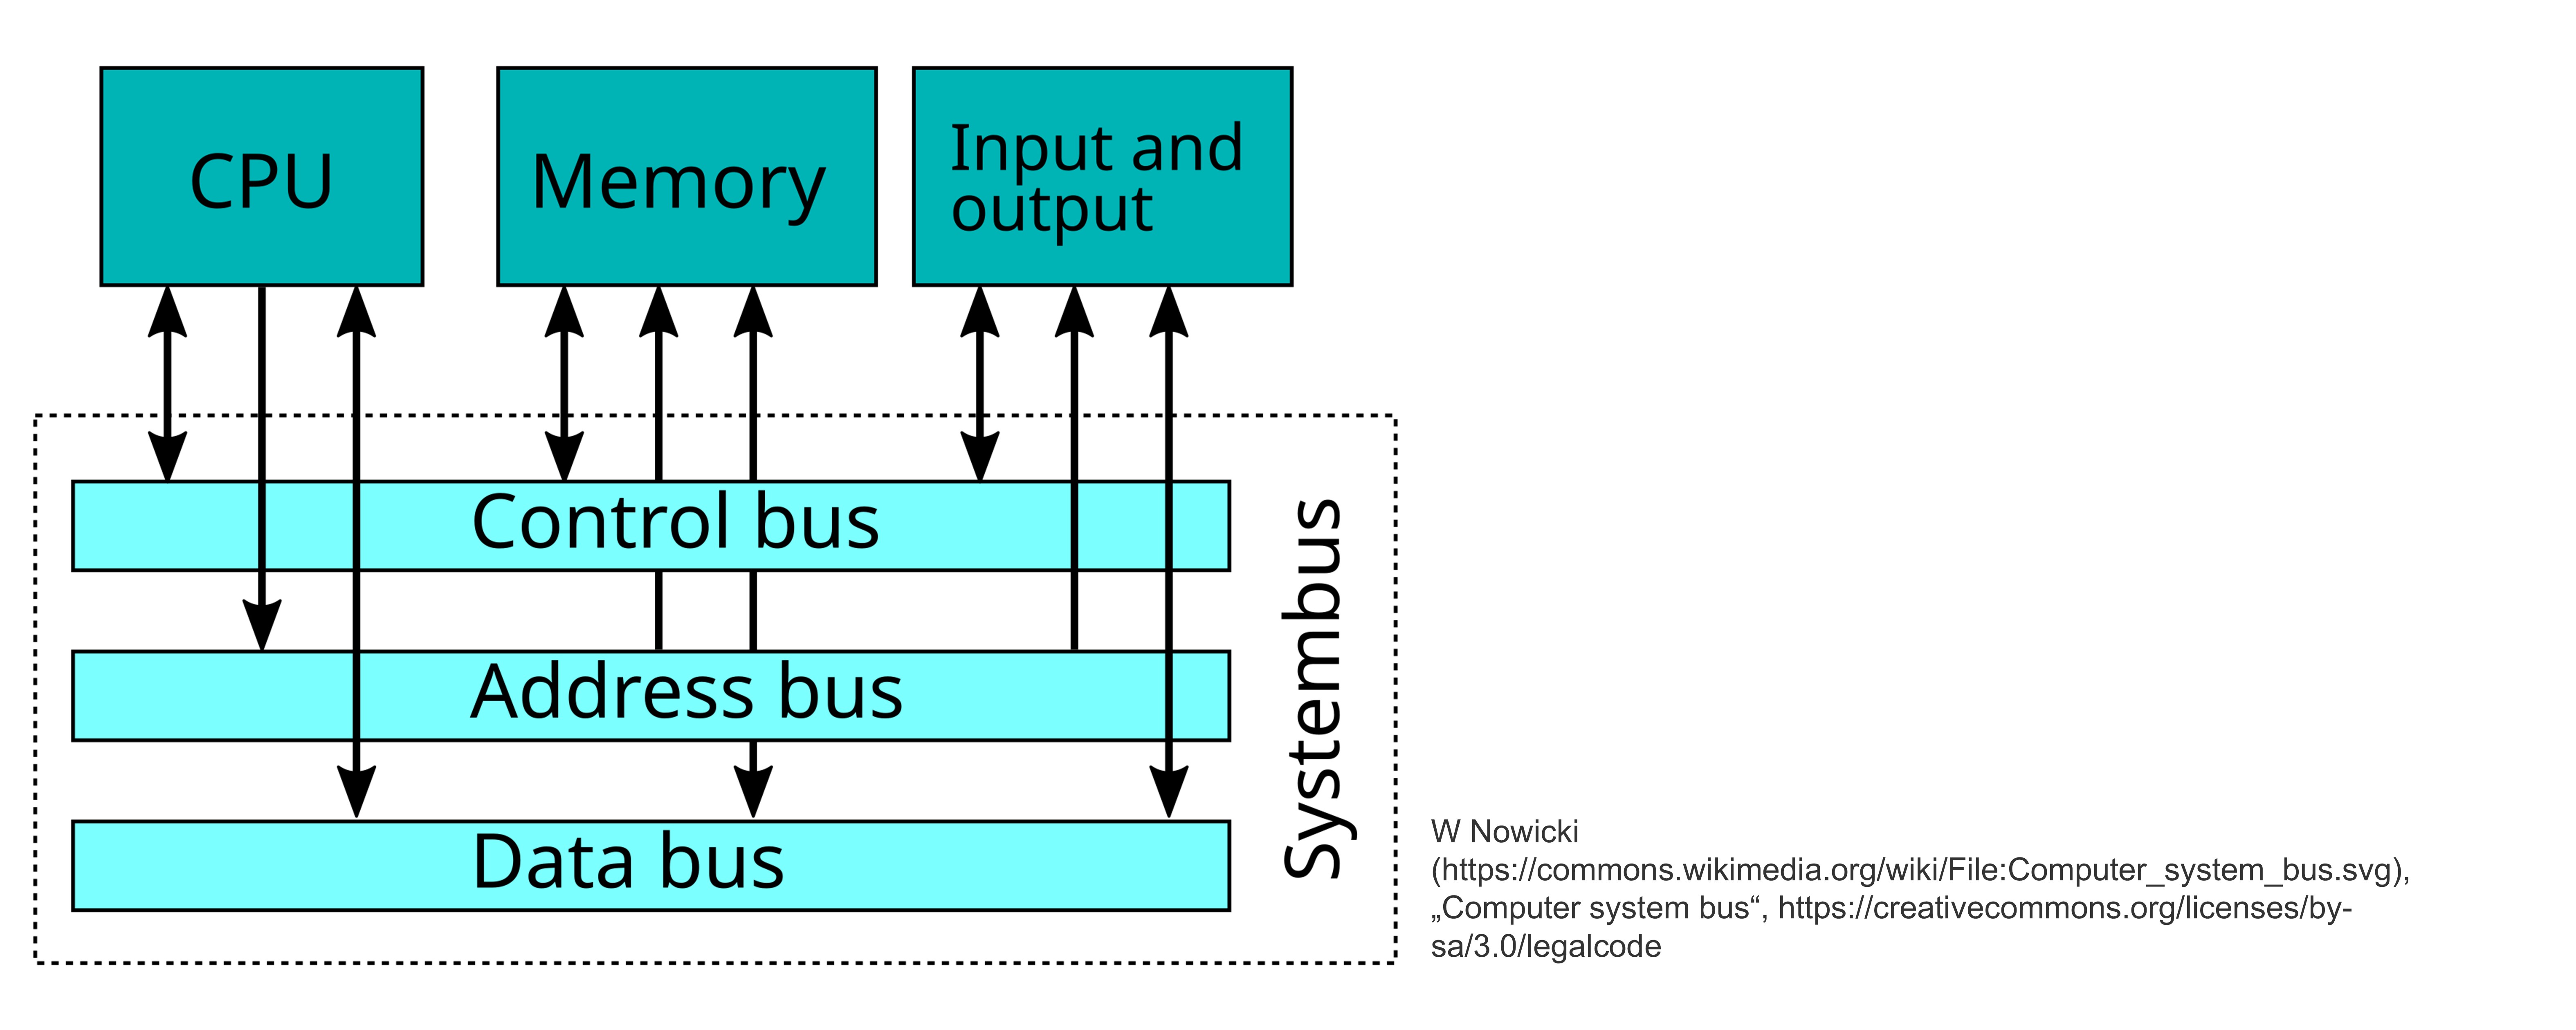 CPU
Memory
Input and
output
Control bus
Address bus
Data bus
Systembus
W Nowicki
(https://commons.wikimedia.org/wiki/File:Computer_system_bus.svg),
„Computer system bus“, https://creativecommons.org/licenses/by-
sa/3.0/legalcode